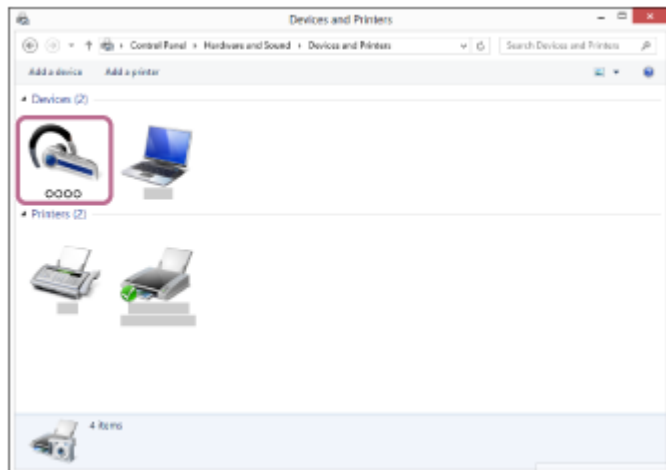 Devices and Printers
Control Panel › Hardware and Sound › Devices and Printers
Search Devices and Printers
Add a device Add a printer
Devices (2)
oooo
Printers (2)
4 items